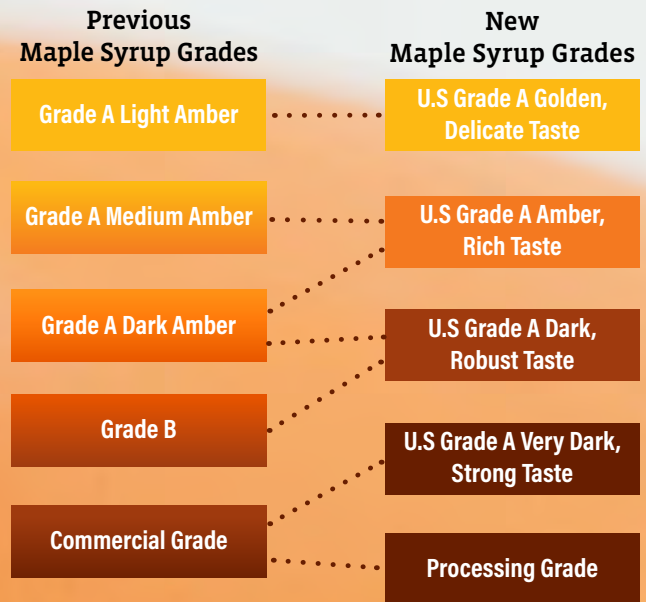 Previous
Maple Syrup Grades
Grade A Light Amber
Grade A Medium Amber
Grade A Dark Amber
Grade B
Commercial Grade
New
Maple Syrup Grades
U.S Grade A Golden,
Delicate Taste
U.S Grade A Amber,
Rich Taste
U.S Grade A Dark,
Robust Taste
U.S Grade A Very Dark,
Strong Taste
Processing Grade